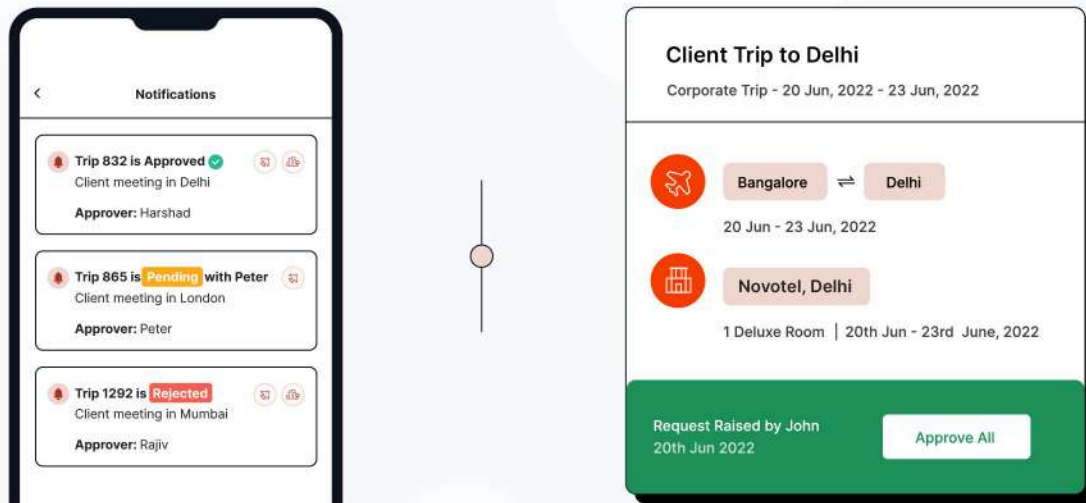 Notifications
Trip 832 is Approved
Client meeting in Delhi
Approver: Harshad
Trip 865 is Pending with Peter
Client meeting in London
Approver: Peter
Trip 1292 is Rejected
Client meeting in Mumbai
Approver: Rajiv
Client Trip to Delhi
Corporate Trip - 20 Jun, 2022 - 23 Jun, 2022
Bangalore ⇌ Delhi
20 Jun - 23 Jun, 2022
Novotel, Delhi
1 Deluxe Room | 20th Jun - 23rd June, 2022
Request Raised by John
20th Jun 2022
Approve All